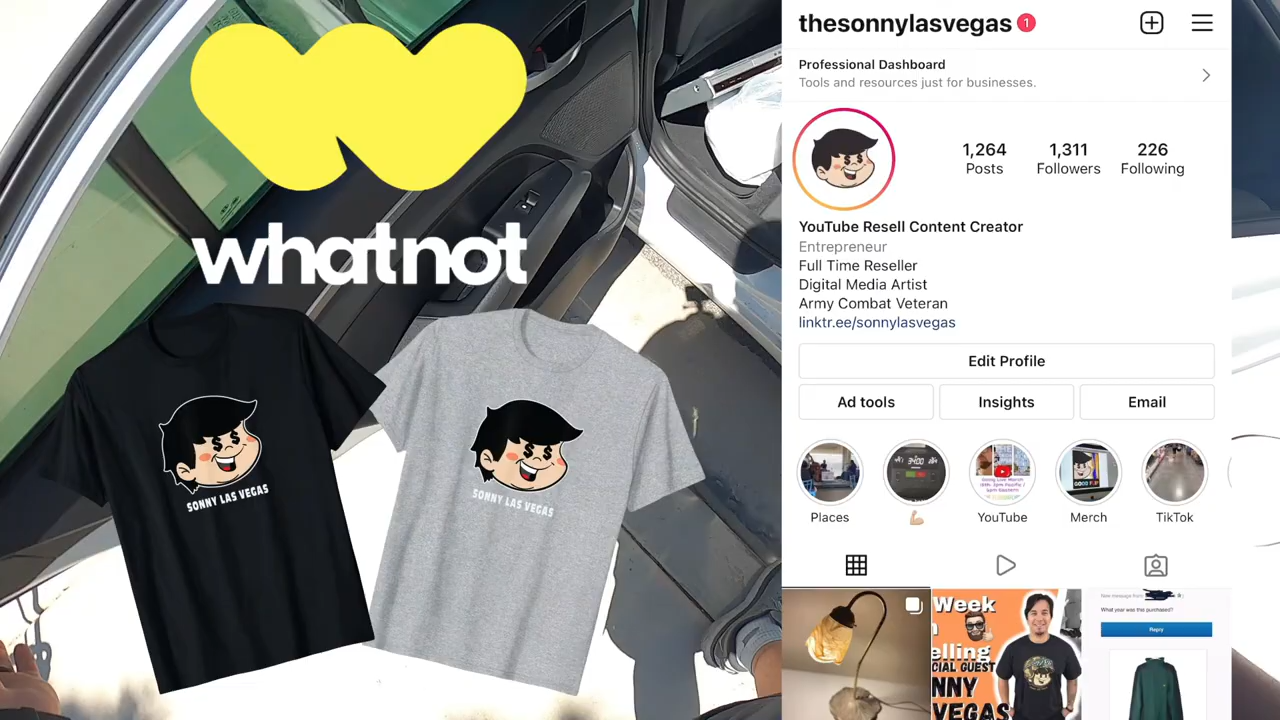 whatnot
SONNY LAS VEGAS
SONNY LAS VEGAS
thesonnylasvegas 1
Professional Dashboard
Tools and resources just for businesses.
1,264 1,311 226
Posts Followers Following
YouTube Resell Content Creator
Entrepreneur
Full Time Reseller
Digital Media Artist
Army Combat Veteran
linktr.ee/sonnylasvegas
Edit Profile
Ad tools Insights Email
Places YouTube Merch TikTok
Week
elling
CIAL GUEST
NNY
VEGAS
New message from
What year was this purchased?
Reply